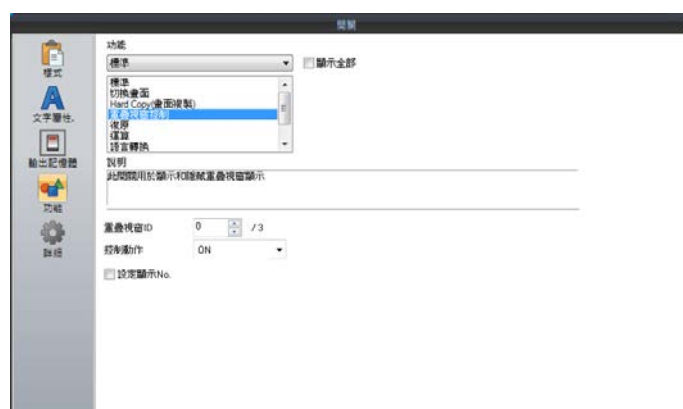 開關
樣式
文字屬性.
輸出記憶體
功能
詳細
功能
標準
顯示全部
標準
切換畫面
Hard Copy(畫面複製)
重疊視窗控制
復原
運算
語言轉換
說明
此開關用於顯示和隱藏重疊視窗顯示
重疊視窗ID 0 /3
控制動作 ON
設定顯示No.